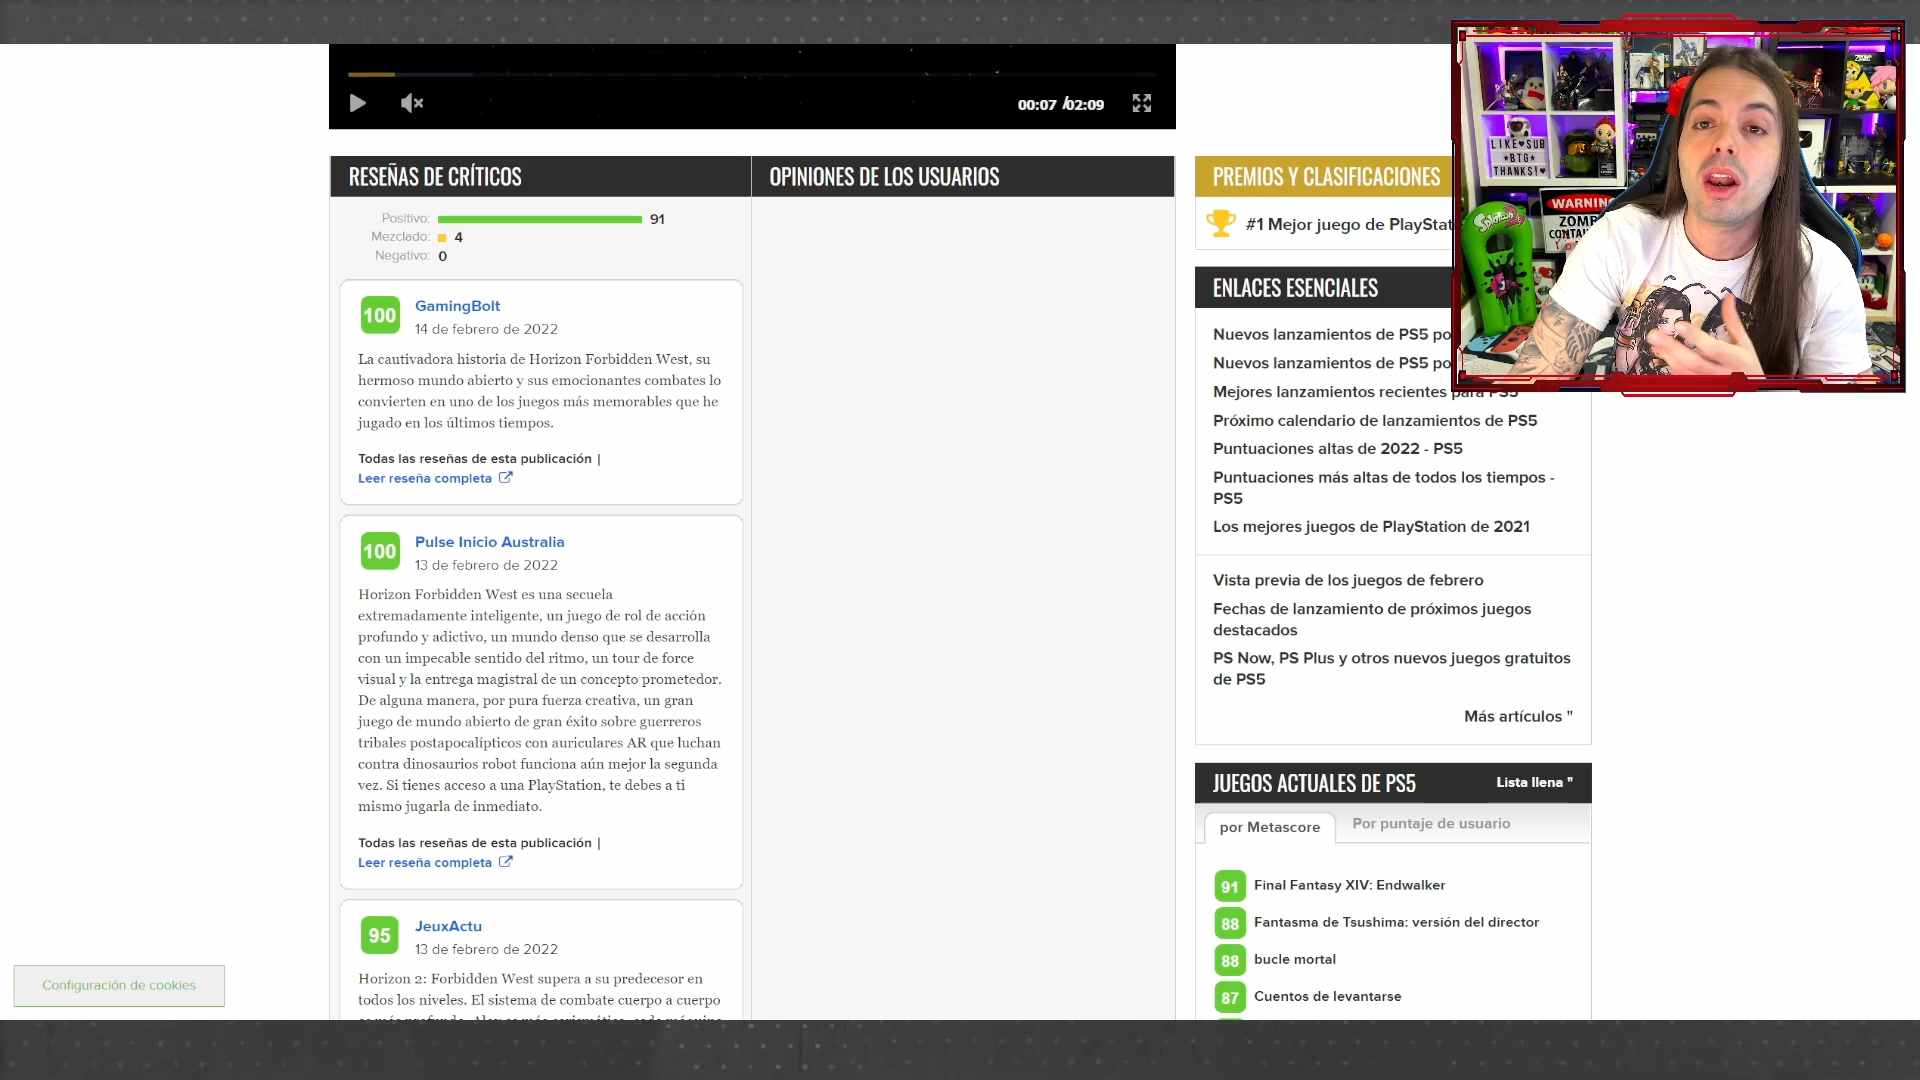 00:07 /02:09
RESEÑAS DE CRÍTICOS
Positivo: 91
Mezclado: 4
Negativo: 0
100 GamingBolt
14 de febrero de 2022
La cautivadora historia de Horizon Forbidden West, su
hermoso mundo abierto y sus emocionantes combates lo
convierten en uno de los juegos más memorables que he
jugado en los últimos tiempos.
Todas las reseñas de esta publicación |
Leer reseña completa
100 Pulse Inicio Australia
13 de febrero de 2022
Horizon Forbidden West es una secuela
extremadamente inteligente, un juego de rol de acción
profundo y adictivo, un mundo denso que se desarrolla
con un impecable sentido del ritmo, un tour de force
visual y la entrega magistral de un concepto prometedor.
De alguna manera, por pura fuerza creativa, un gran
juego de mundo abierto de gran éxito sobre guerreros
tribales postapocalípticos con auriculares AR que luchan
contra dinosaurios robot funciona aún mejor la segunda
vez. Si tienes acceso a una PlayStation, te debes a ti
mismo jugarla de inmediato.
Todas las reseñas de esta publicación |
Leer reseña completa
95 JeuxActu
13 de febrero de 2022
Horizon 2: Forbidden West supera a su predecesor en
todos los niveles. El sistema de combate cuerpo a cuerpo
OPINIONES DE LOS USUARIOS
PREMIOS Y CLASIFICACIONES
#1 Mejor juego de PlayStat
ENLACES ESENCIALES
Nuevos lanzamientos de PS5 po
Nuevos lanzamientos de PS5 po
Mejores lanzamientos recientes para PS5
Próximo calendario de lanzamientos de PS5
Puntuaciones altas de 2022 - PS5
Puntuaciones más altas de todos los tiempos -
PS5
Los mejores juegos de PlayStation de 2021
Vista previa de los juegos de febrero
Fechas de lanzamiento de próximos juegos
destacados
PS Now, PS Plus y otros nuevos juegos gratuitos
de PS5
Más artículos "
JUEGOS ACTUALES DE PS5
Lista llena "
por Metascore
Por puntaje de usuario
91 Final Fantasy XIV: Endwalker
88 Fantasma de Tsushima: versión del director
88 bucle mortal
87 Cuentos de levantarse
Configuración de cookies
LIKE♥SUB
★BTG★
THANKS!♥
Splatoon 2
WARNING
ZOMB